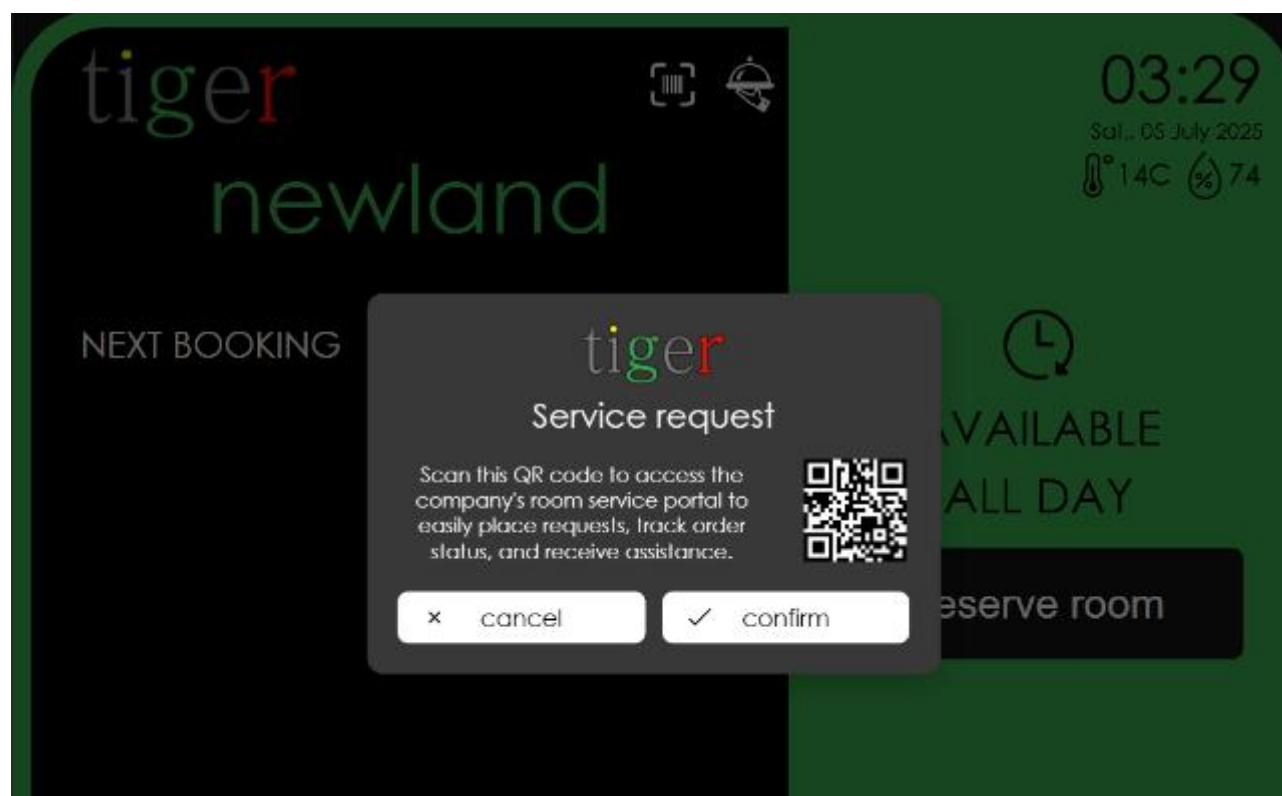 tiger
newland
NEXT BOOKING
03:29
Sat., 05 July 2025
14C % 74
tiger
Service request
Scan this QR code to access the
company's room service portal to
easily place requests, track order
status, and receive assistance.
× cancel
✓ confirm
VAILABLE
ALL DAY
eserve room